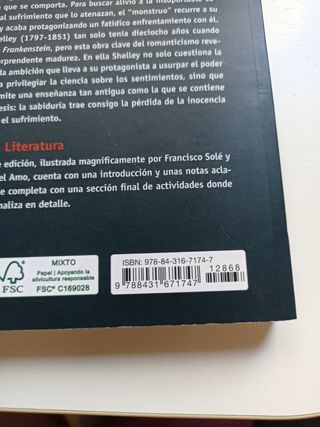 que se comporta. Para buscar alivio a la
al sufrimiento que lo atenazan, el "monstruo" recurre a su
acaba protagonizando un fatídico enfrentamiento con él.
lley (1797-1851) tan solo tenía dieciocho años cuando
Frankenstein, pero esta obra clave del romanticismo reve-
orprendente madurez. En ella Shelley no solo cuestiona
da ambición que lleva a su protagonista a usurpar el poder
a privilegiar la ciencia sobre los sentimientos, sino que
mite una enseñanza tan antigua como la que se contiene
esis: la sabiduría trae consigo la pérdida de la inocencia
el sufrimiento.
Literatura
e edición, ilustrada magníficamente por Francisco Solé y
el Amo, cuenta con una introducción y unas notas acla-
e completa con una sección final de actividades donde
naliza en detalle.
FSC
MIXTO
Papel | Apoyando la
silvicultura responsable
FSC® C169028
ISBN: 978-84-316-7174-7
12868
9 788431 671747